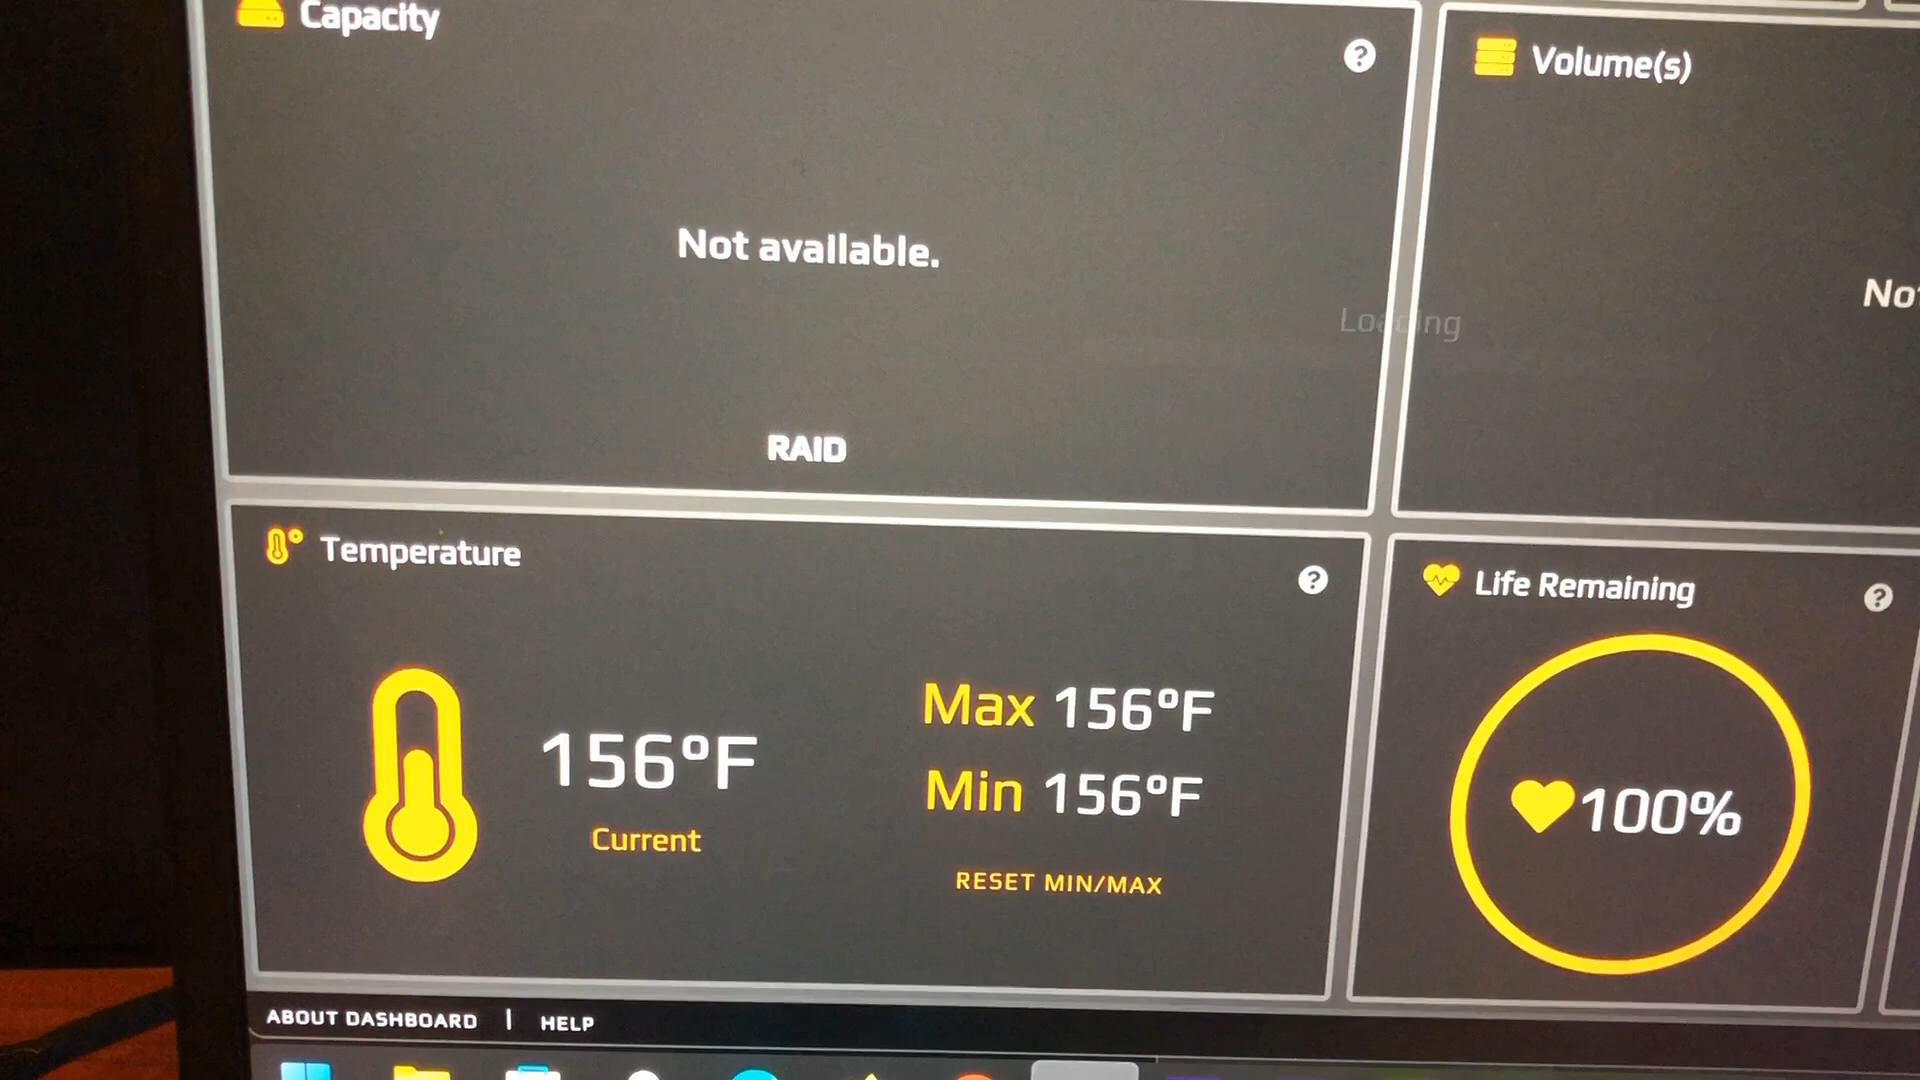 Capacity
Volume(s)
Not available.
Loading
RAID
Temperature
Life Remaining
Max 156°F
Min 156°F
156°F
Current
RESET MIN/MAX
100%
ABOUT DASHBOARD | HELP